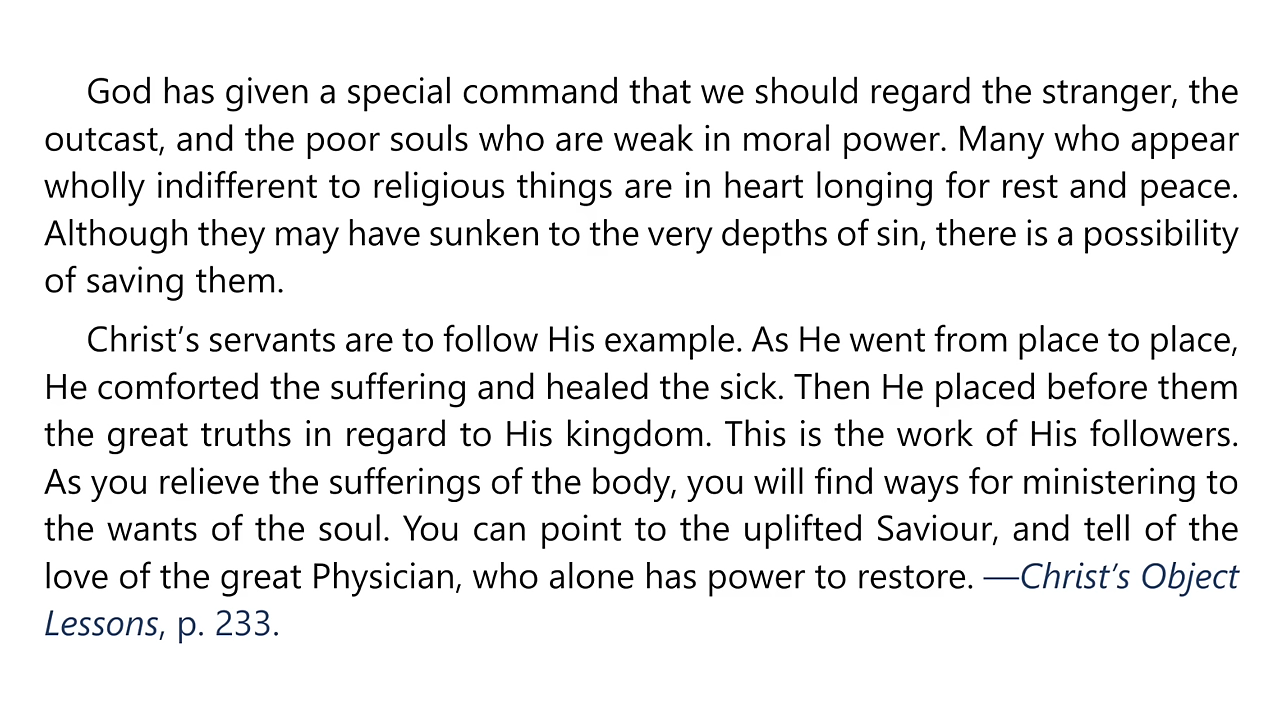 God has given a special command that we should regard the stranger, the
outcast, and the poor souls who are weak in moral power. Many who appear
wholly indifferent to religious things are in heart longing for rest and peace.
Although they may have sunken to the very depths of sin, there is a possibility
of saving them.
Christ’s servants are to follow His example. As He went from place to place,
He comforted the suffering and healed the sick. Then He placed before them
the great truths in regard to His kingdom. This is the work of His followers.
As you relieve the sufferings of the body, you will find ways for ministering to
the wants of the soul. You can point to the uplifted Saviour, and tell of the
love of the great Physician, who alone has power to restore. —Christ’s Object
Lessons, p. 233.